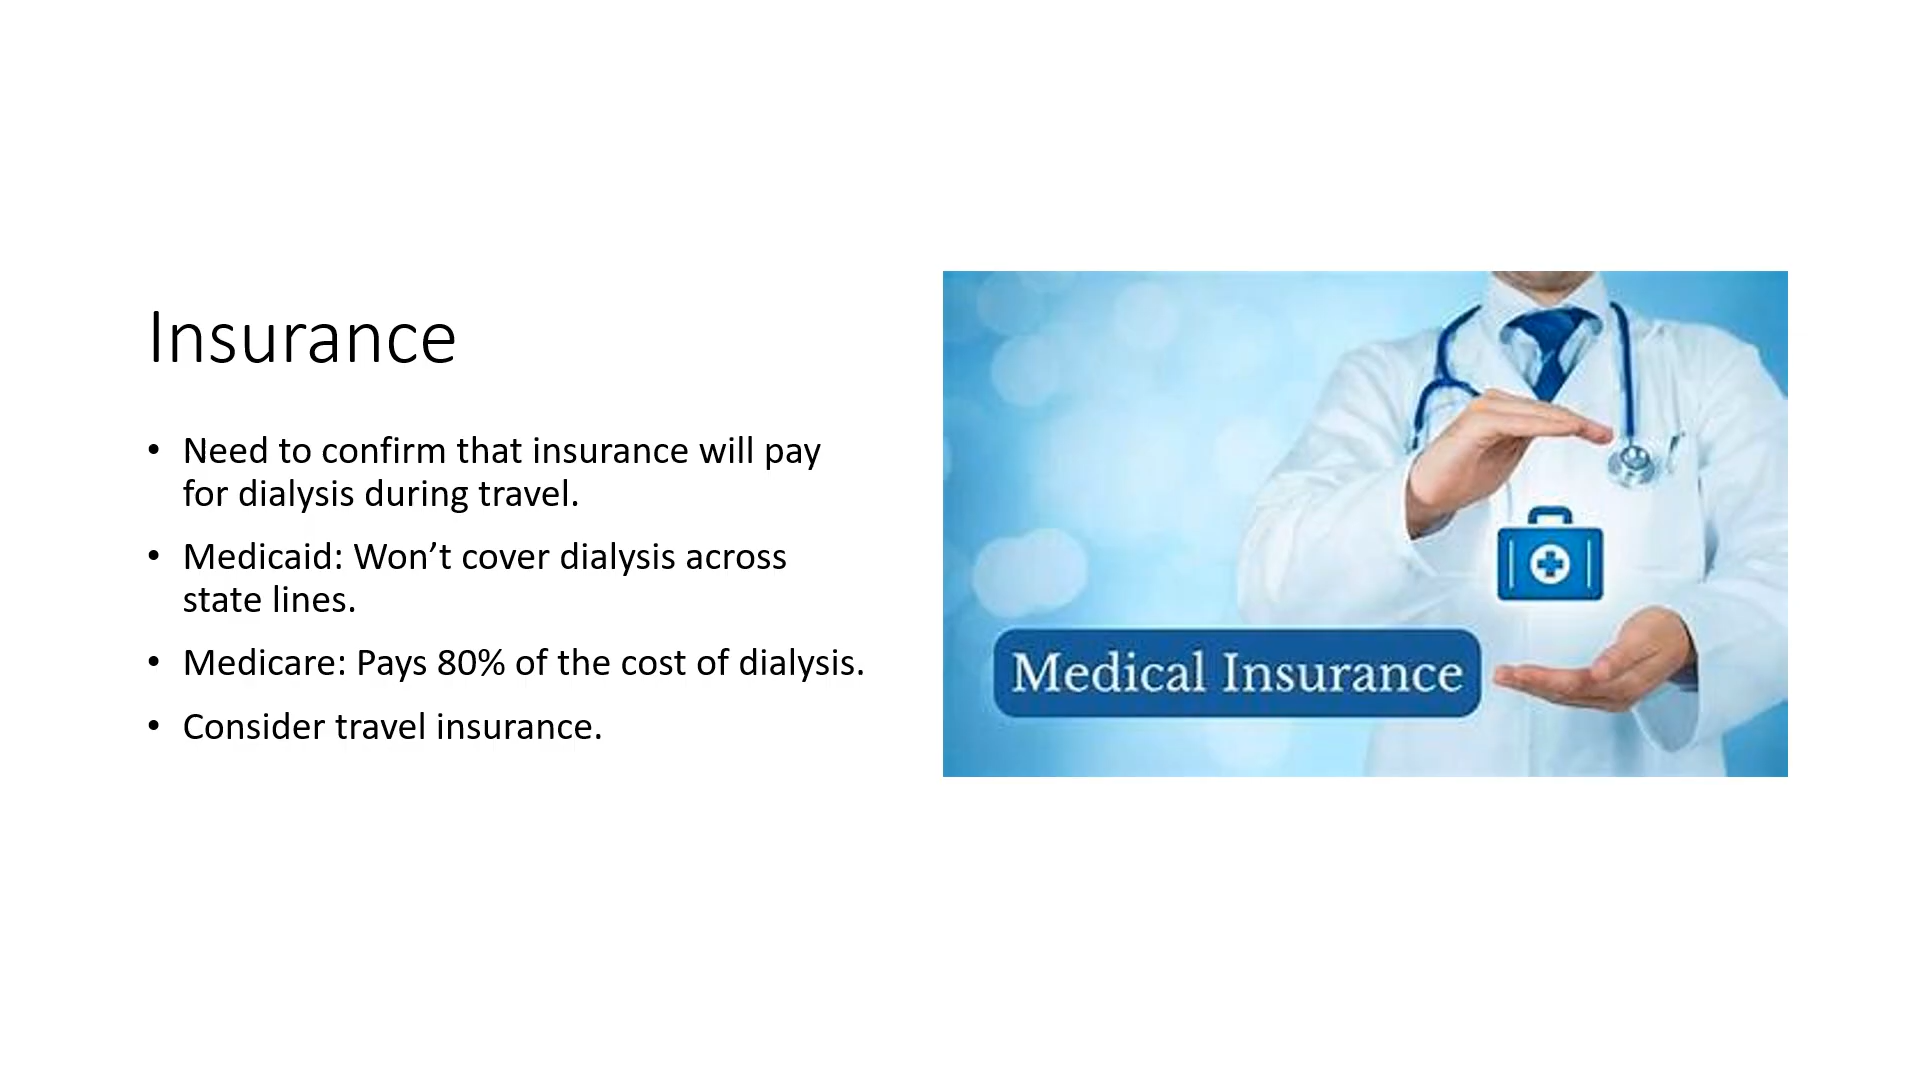 Insurance
• Need to confirm that insurance will pay
for dialysis during travel.
• Medicaid: Won’t cover dialysis across
state lines.
• Medicare: Pays 80% of the cost of dialysis.
• Consider travel insurance.
Medical Insurance